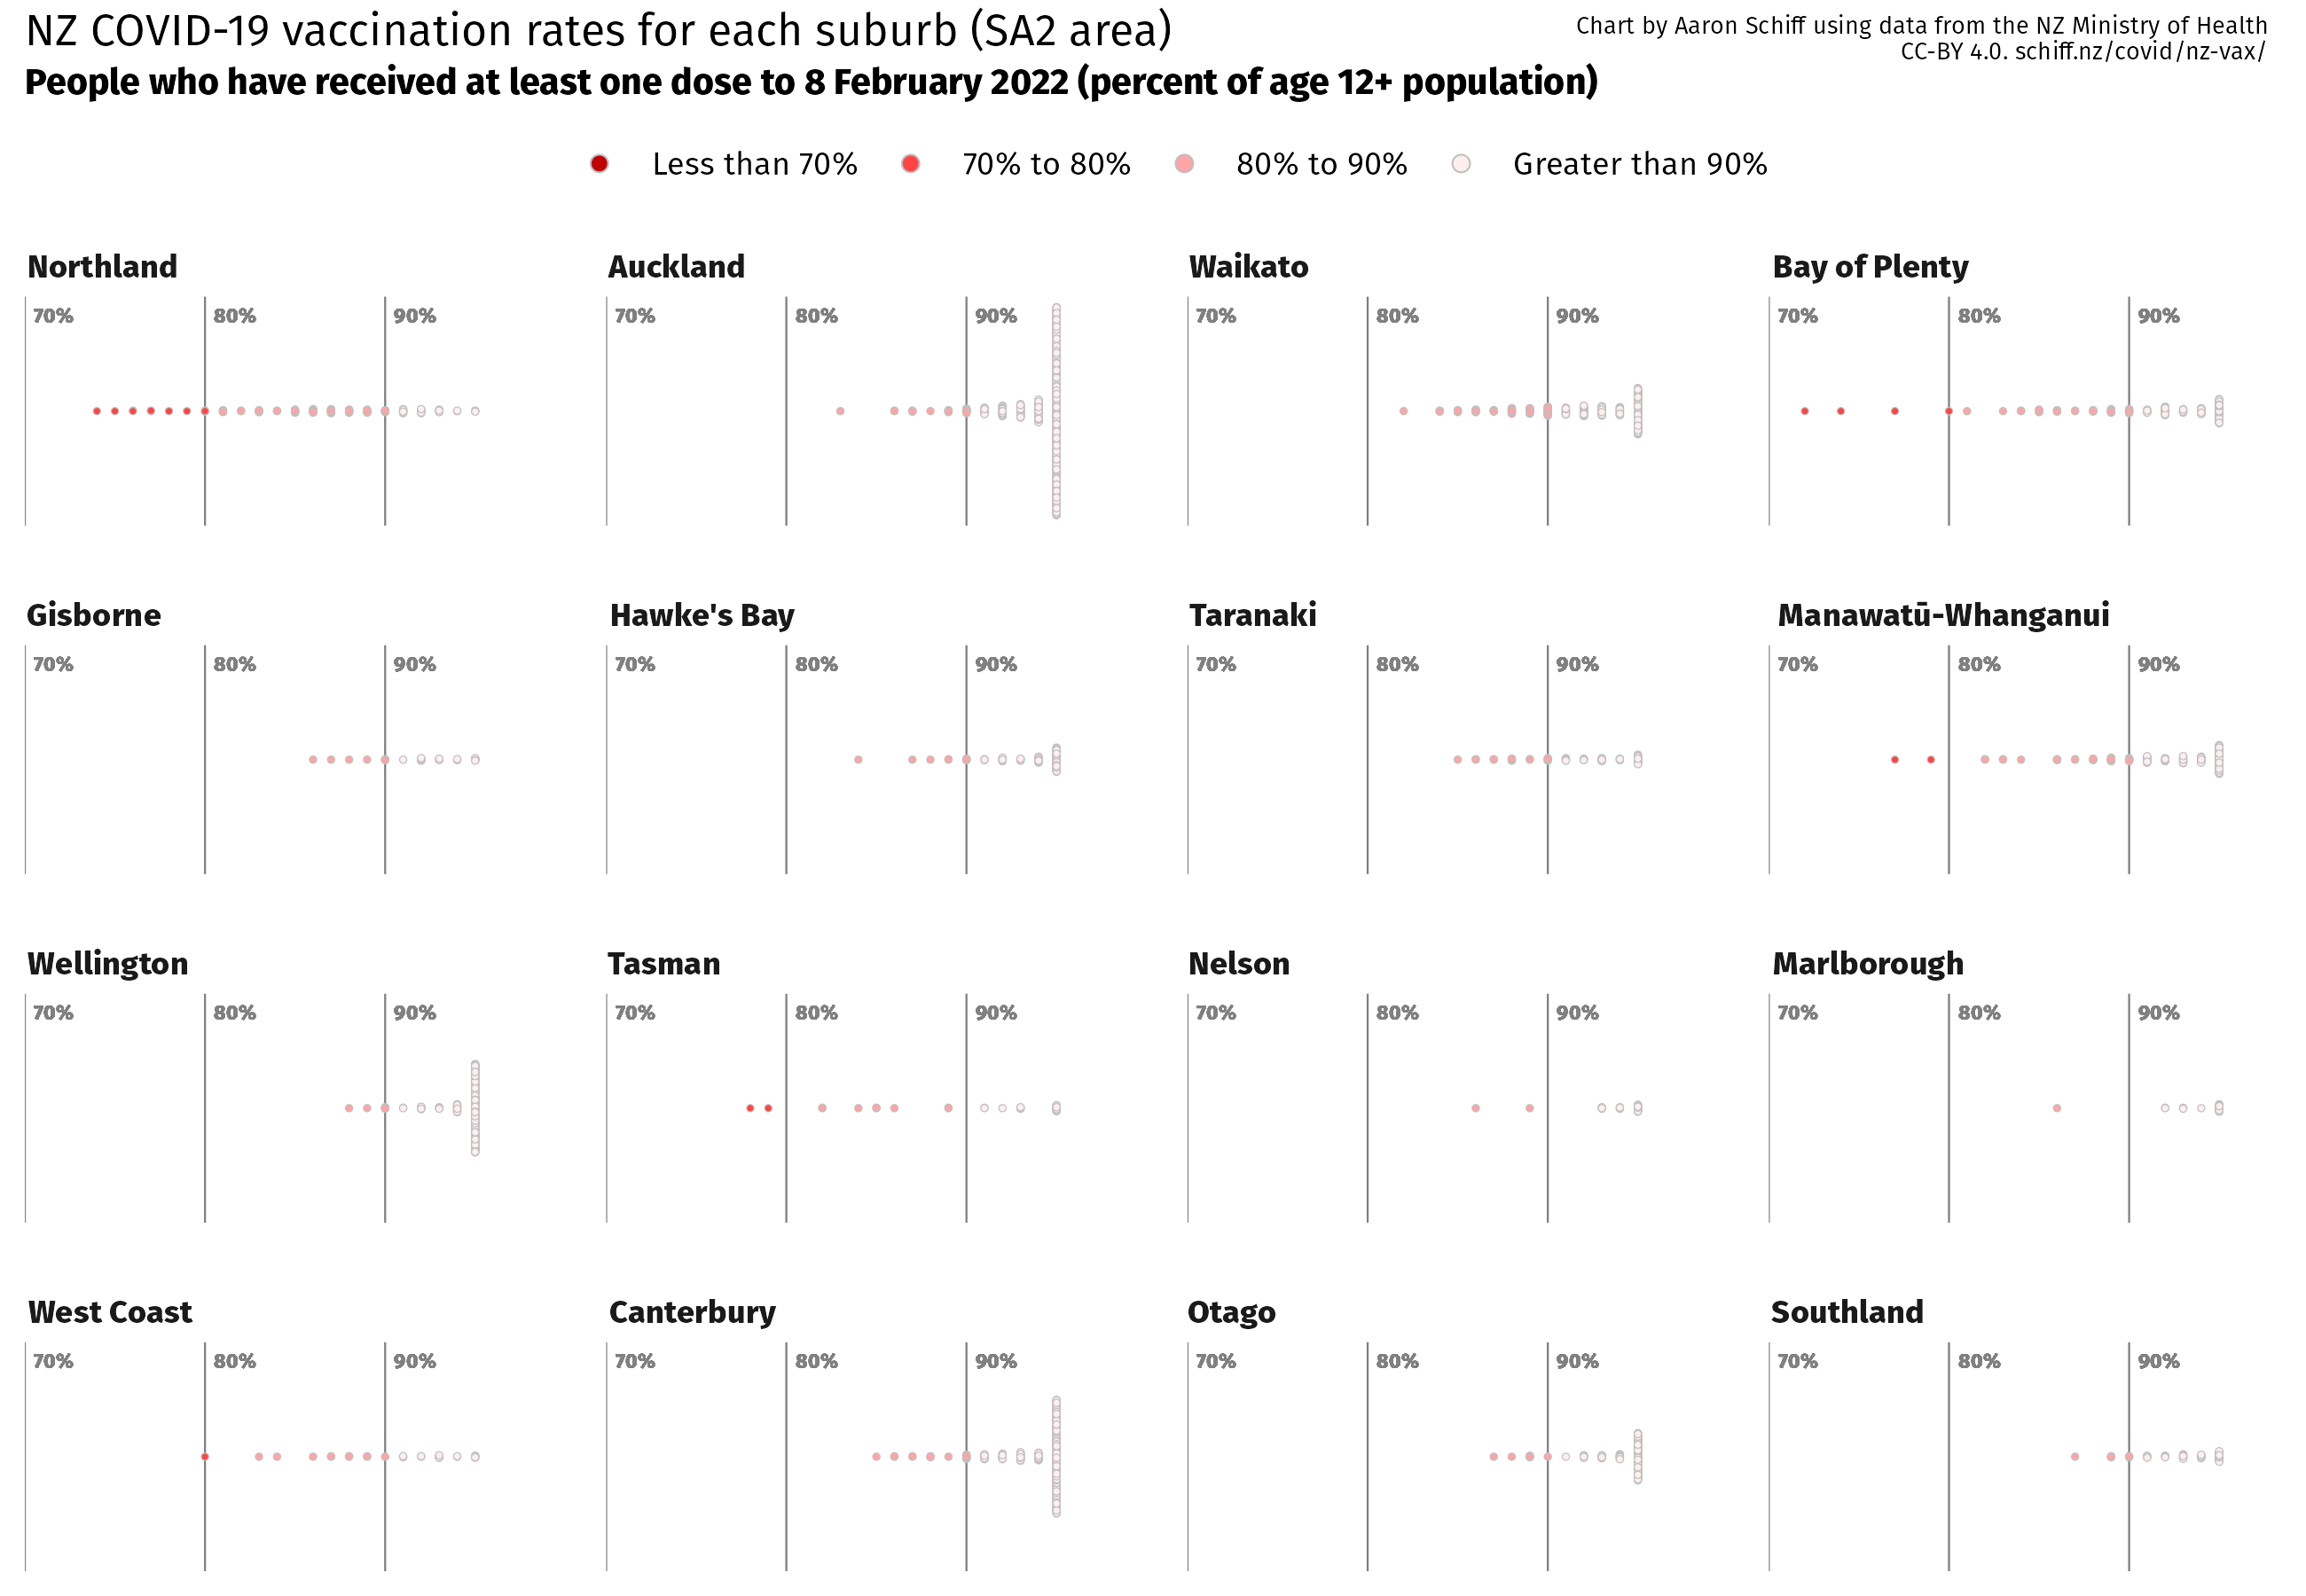 NZ COVID-19 vaccination rates for each suburb (SA2 area)
People who have received at least one dose to 8 February 2022 (percent of age 12+ population)
Chart by Aaron Schiff using data from the NZ Ministry of Health
CC-BY 4.0. schiff.nz/covid/nz-vax/
Less than 70% 70% to 80% 80% to 90% Greater than 90%
Northland Auckland Waikato Bay of Plenty
70% 80% 90% 70% 80% 90% 70% 80% 90% 70% 80% 90%
Gisborne Hawke's Bay Taranaki Manawatū-Whanganui
70% 80% 90% 70% 80% 90% 70% 80% 90% 70% 80% 90%
Wellington Tasman Nelson Marlborough
70% 80% 90% 70% 80% 90% 70% 80% 90% 70% 80% 90%
West Coast Canterbury Otago Southland
70% 80% 90% 70% 80% 90% 70% 80% 90% 70% 80% 90%